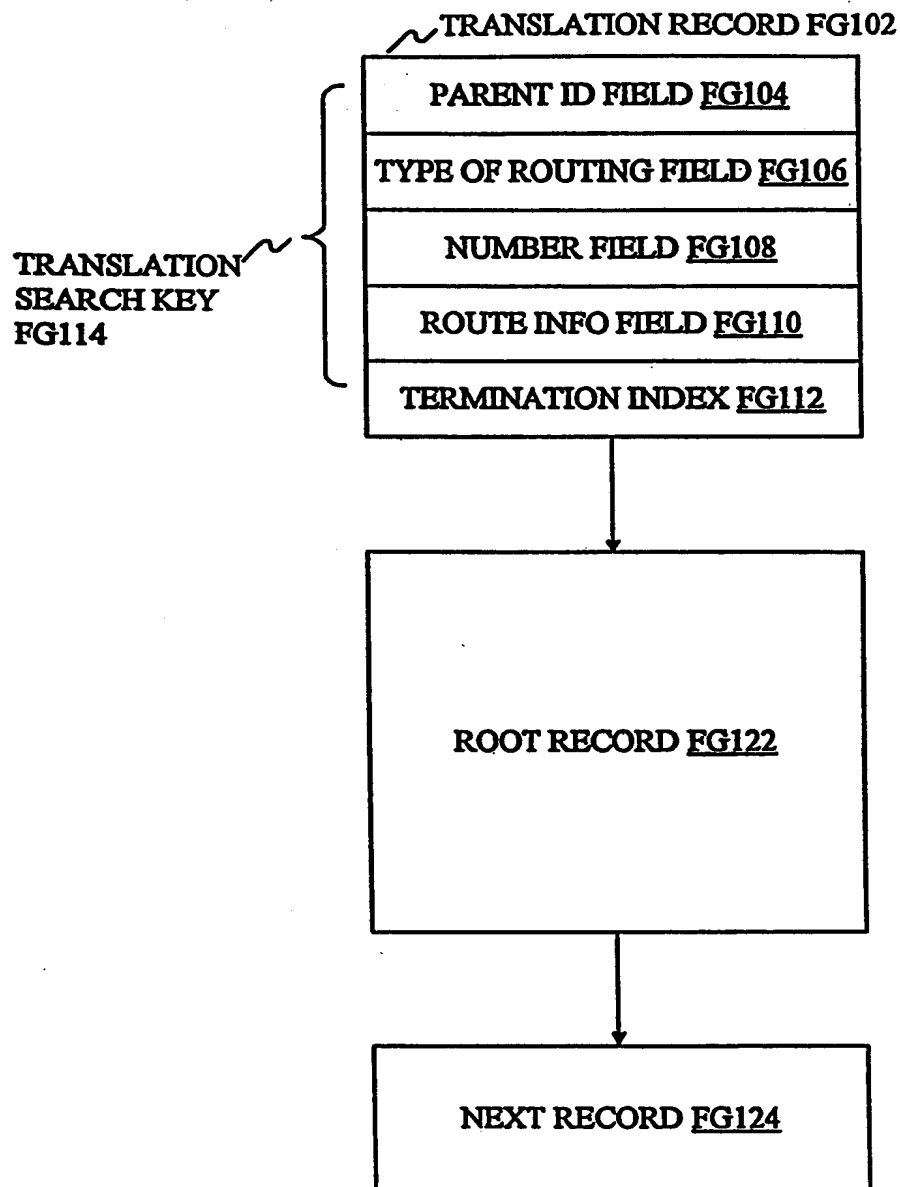 TRANSLATION RECORD FG102
PARENT ID FIELD FG104
TYPE OF ROUTING FIELD FG106
NUMBER FIELD FG108
TRANSLATION
SEARCH KEY
FG114
ROUTE INFO FIELD FG110
TERMINATION INDEX FG112
ROOT RECORD FG122
NEXT RECORD FG124